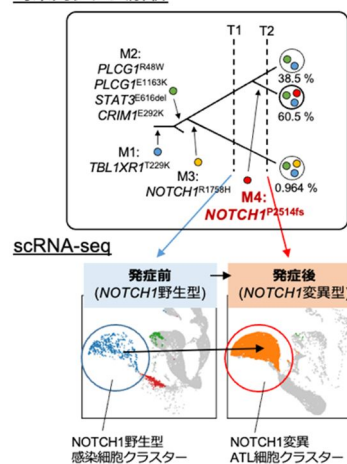 T1
T2
M2:
PLCG1R48W
PLCG1E1163K
STAT3E616del
CRIM1E292K
38.5 %
60.5 %
M1:
TBL1XR1T229K
M3:
NOTCH1R1758H
0.964 %
M4:
NOTCH1P2514fs
scRNA-seq
発症前
(NOTCH1野生型)
発症後
(NOTCH1変異型)
NOTCH1野生型
感染細胞クラスター
NOTCH1変異
ATL細胞クラスター